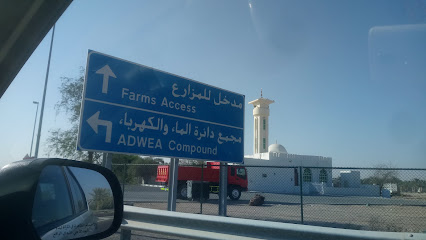 مدخل للمزارع
Farms Access
مجمع دائرة الماء والكهرباء
ADWEA Compound